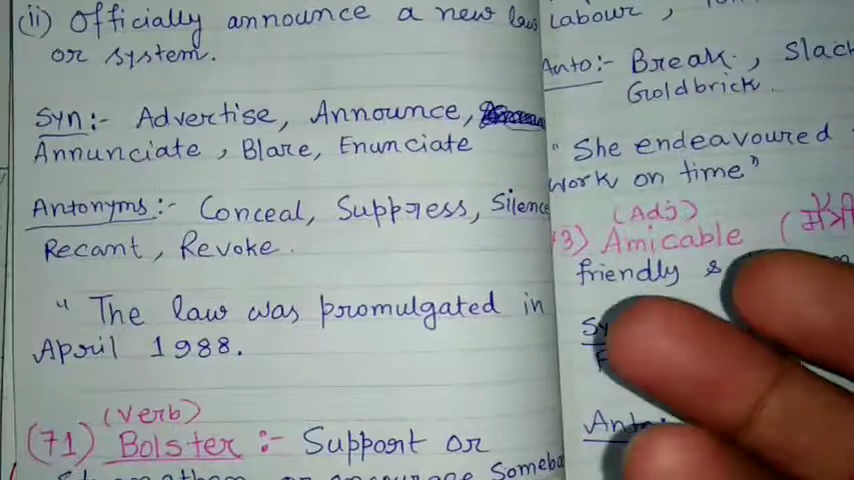 (ii) Officially announce a new law
or system.
Syn:- Advertise, Announce,
Annunciate, Blare, Enunciate
Antonyms:- Conceal, Suppress, Silence
Recant, Revoke.
" The law was promulgated in
April 1988.
(verb)
(71) Bolster :- Support or
Labour,
Anto:- Break, Slack
Goldbrick.
"She endeavoured
work on time"
(Adj)
73) Amicable (
friendly &
Anto:-